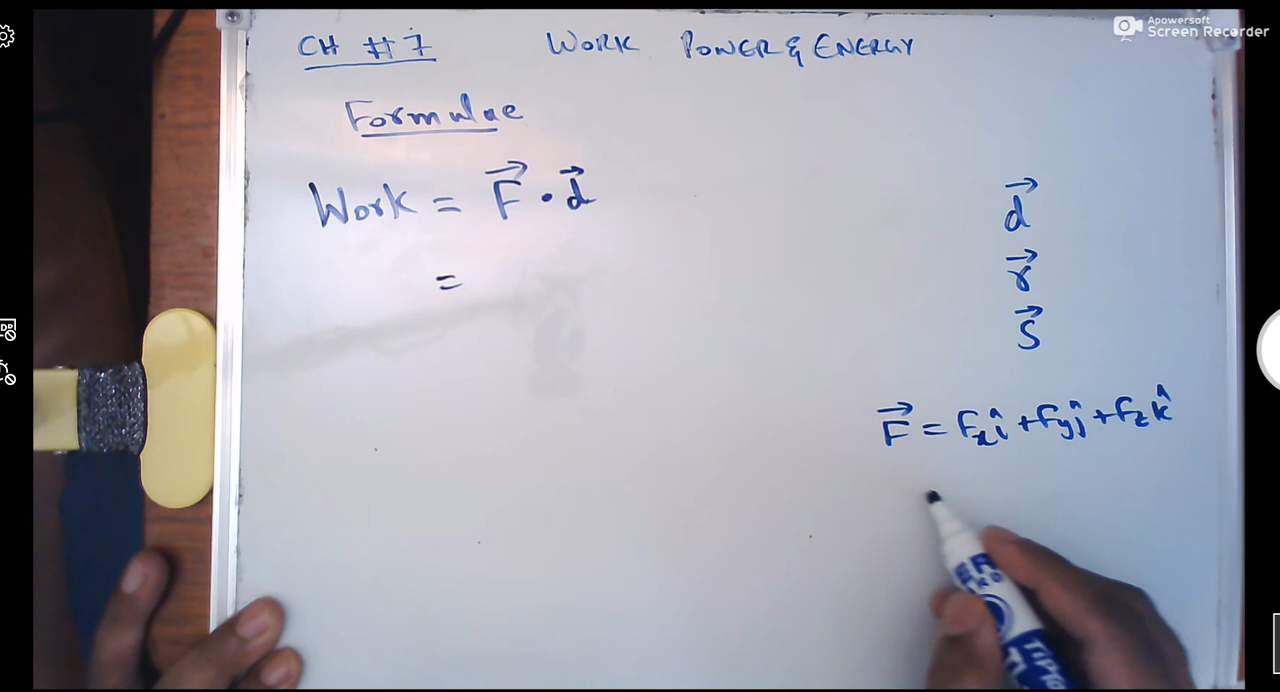 Apowersoft
Screen Recorder
CH # 7 WORK POWER & ENERGY
Formulae
Work = F⃗ · d⃗
=
d⃗
r⃗
S⃗
F⃗ = Fxî + Fyĵ + Fzk̂